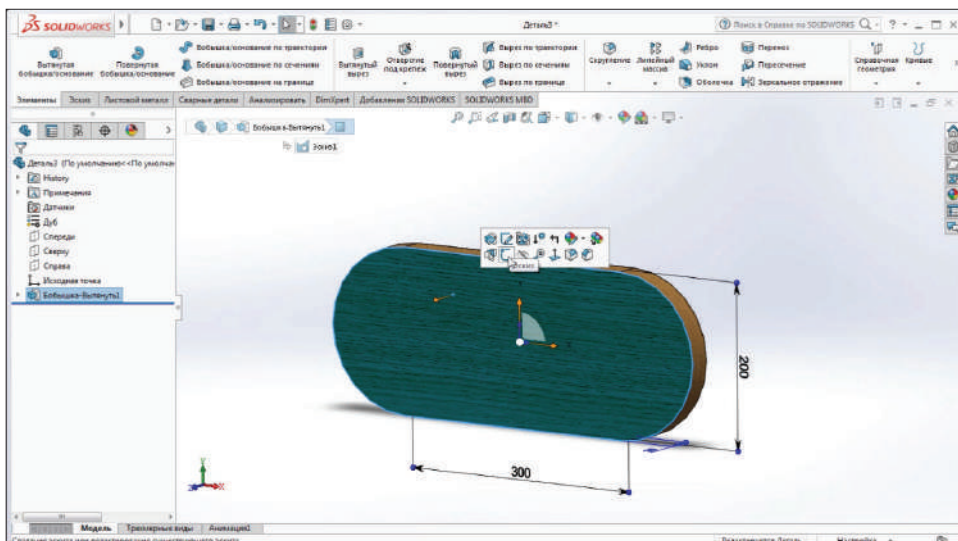 SOLIDWORKS
Деталь3 *
Поиск в Справке по SOLIDWORKS
Вытянутая бобышка/основание
Повернутая бобышка/основание
Бобышка/основание по траектории
Бобышка/основание по сечениям
Бобышка/основание на границе
Вытянутый вырез
Отверстие под крепеж
Повернутый вырез
Вырез по траектории
Вырез по сечениям
Вырез по границе
Скругление
Линейный массив
Ребро
Уклон
Оболочка
Перенос
Пересечение
Зеркальное отражение
Справочная геометрия
Кривые
Элементы Эскиз Листовой металл Сварные детали Анализировать DimXpert Добавления SOLIDWORKS SOLIDWORKS MBD
Бобышка-Вытянуть1
Эскиз1
Деталь3 (По умолчанию<<По умолча
History
Примечания
Датчики
Дуб
Спереди
Сверху
Справа
Исходная точка
Бобышка-Вытянуть1
Эскиз
200
300
Модель Трехмерные виды Анимация1
Редактируется Деталь
Настройка